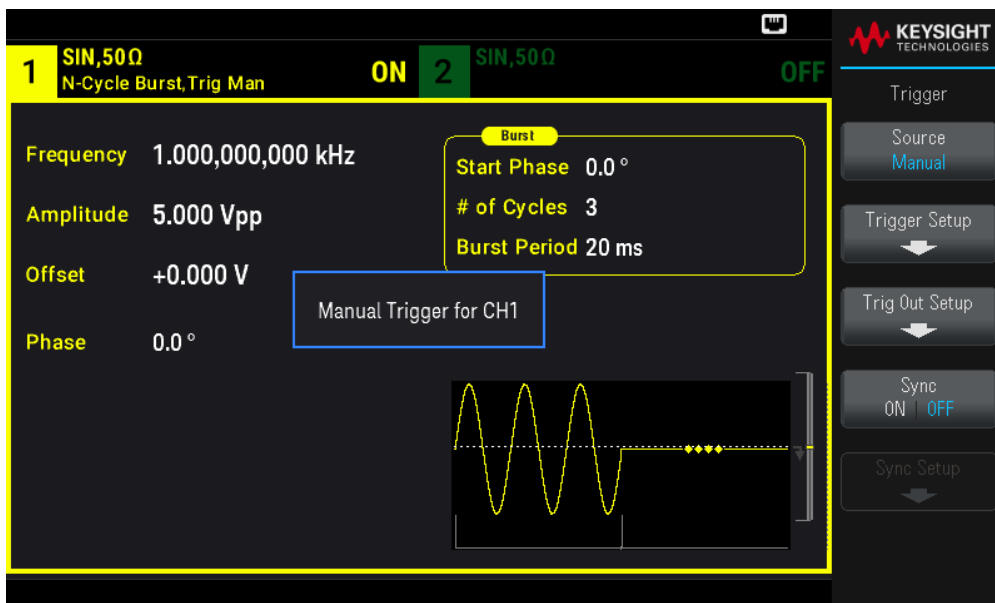 KEYSIGHT
TECHNOLOGIES
1
SIN,50Ω
N-Cycle Burst,Trig Man
ON
2
SIN,50Ω
OFF
Frequency 1.000,000,000 kHz
Amplitude 5.000 Vpp
Offset +0.000 V
Phase 0.0 °
Burst
Start Phase 0.0 °
# of Cycles 3
Burst Period 20 ms
Manual Trigger for CH1
Trigger
Source
Manual
Trigger Setup
Trig Out Setup
Sync
ON | OFF
Sync Setup